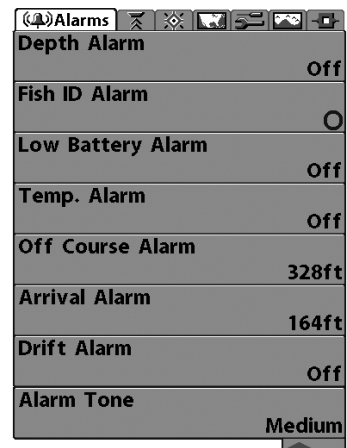 Alarms
Depth Alarm
Off
Fish ID Alarm
O
Low Battery Alarm
Off
Temp. Alarm
Off
Off Course Alarm
328ft
Arrival Alarm
164ft
Drift Alarm
Off
Alarm Tone
Medium